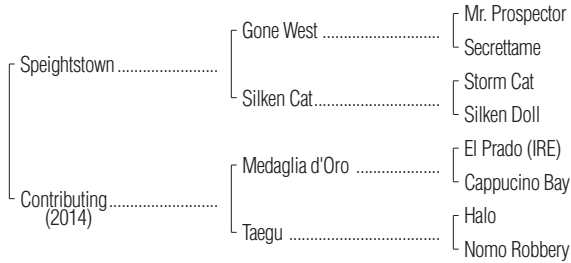 Mr. Prospector
Gone West ........................
Secrettame
Speightstown ....................
Storm Cat
Silken Cat .........................
Silken Doll
El Prado (IRE)
Medaglia d'Oro .................
Cappucino Bay
Contributing .....................
(2014)
Halo
Taegu ..............................
Nomo Robbery